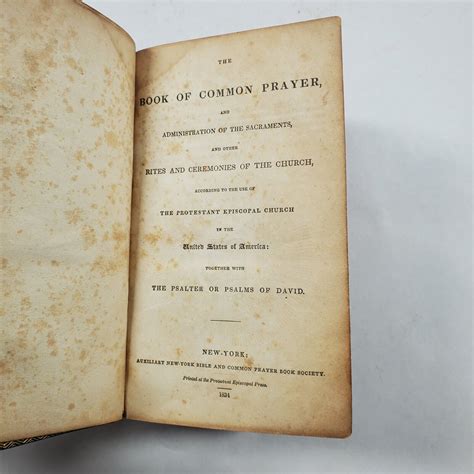 THE
BOOK OF COMMON PRAYER,
AND
ADMINISTRATION OF THE SACRAMENTS,
AND OTHER
RITES AND CEREMONIES OF THE CHURCH,
ACCORDING TO THE USE OF
THE PROTESTANT EPISCOPAL CHURCH
IN THE
United States of America:
TOGETHER WITH
THE PSALTER OR PSALMS OF DAVID.
NEW-YORK:
AUXILIARY NEW-YORK BIBLE AND COMMON PRAYER BOOK SOCIETY.
Printed at the Protestant Episcopal Press.
1834